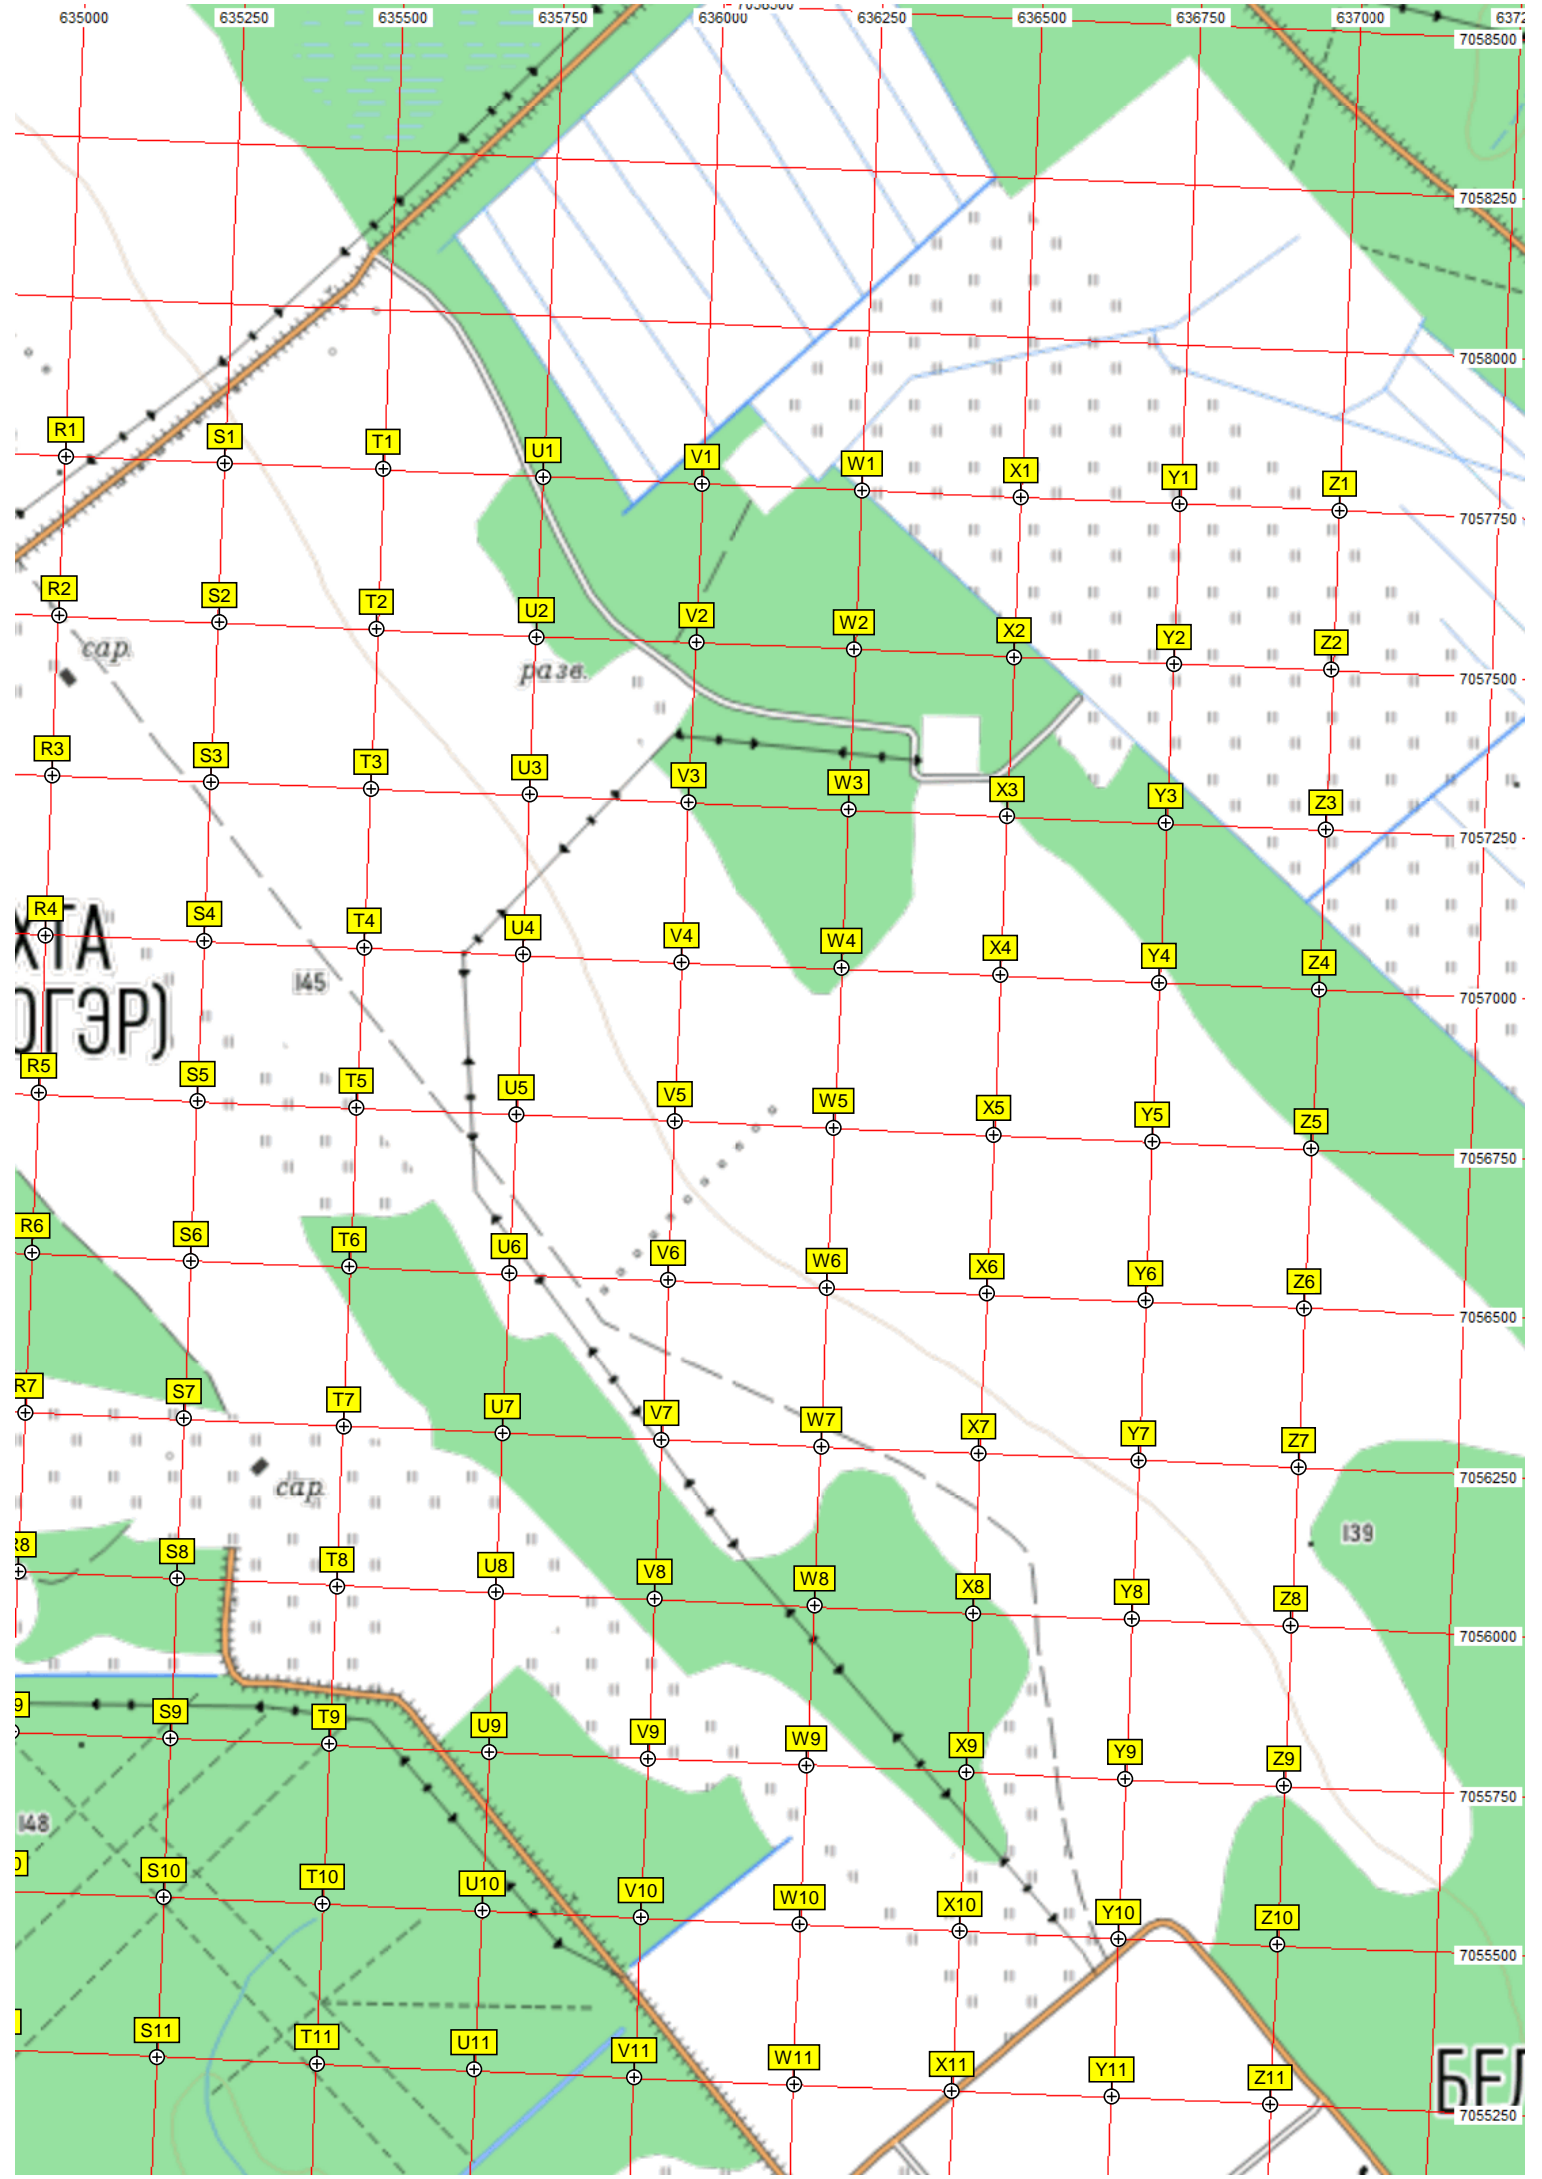 635000 635250 635500 635750 636000 636250 636500 636750 637000
7058500
7058250
7058000
R1 S1 T1 U1 V1 W1 X1 Y1 Z1
7057750
R2 S2 T2 U2 V2 W2 X2 Y2 Z2
сар.
разв.
7057500
R3 S3 T3 U3 V3 W3 X3 Y3 Z3
7057250
R4 S4 T4 U4 V4 W4 X4 Y4 Z4
ХТА
145
7057000
ОГЭР)
R5 S5 T5 U5 V5 W5 X5 Y5 Z5
7056750
R6 S6 T6 U6 V6 W6 X6 Y6 Z6
7056500
R7 S7 T7 U7 V7 W7 X7 Y7 Z7
7056250
сар.
139
R8 S8 T8 U8 V8 W8 X8 Y8 Z8
7056000
9 S9 T9 U9 V9 W9 X9 Y9 Z9
7055750
148
0 S10 T10 U10 V10 W10 X10 Y10 Z10
7055500
S11 T11 U11 V11 W11 X11 Y11 Z11
БЕЛ
7055250